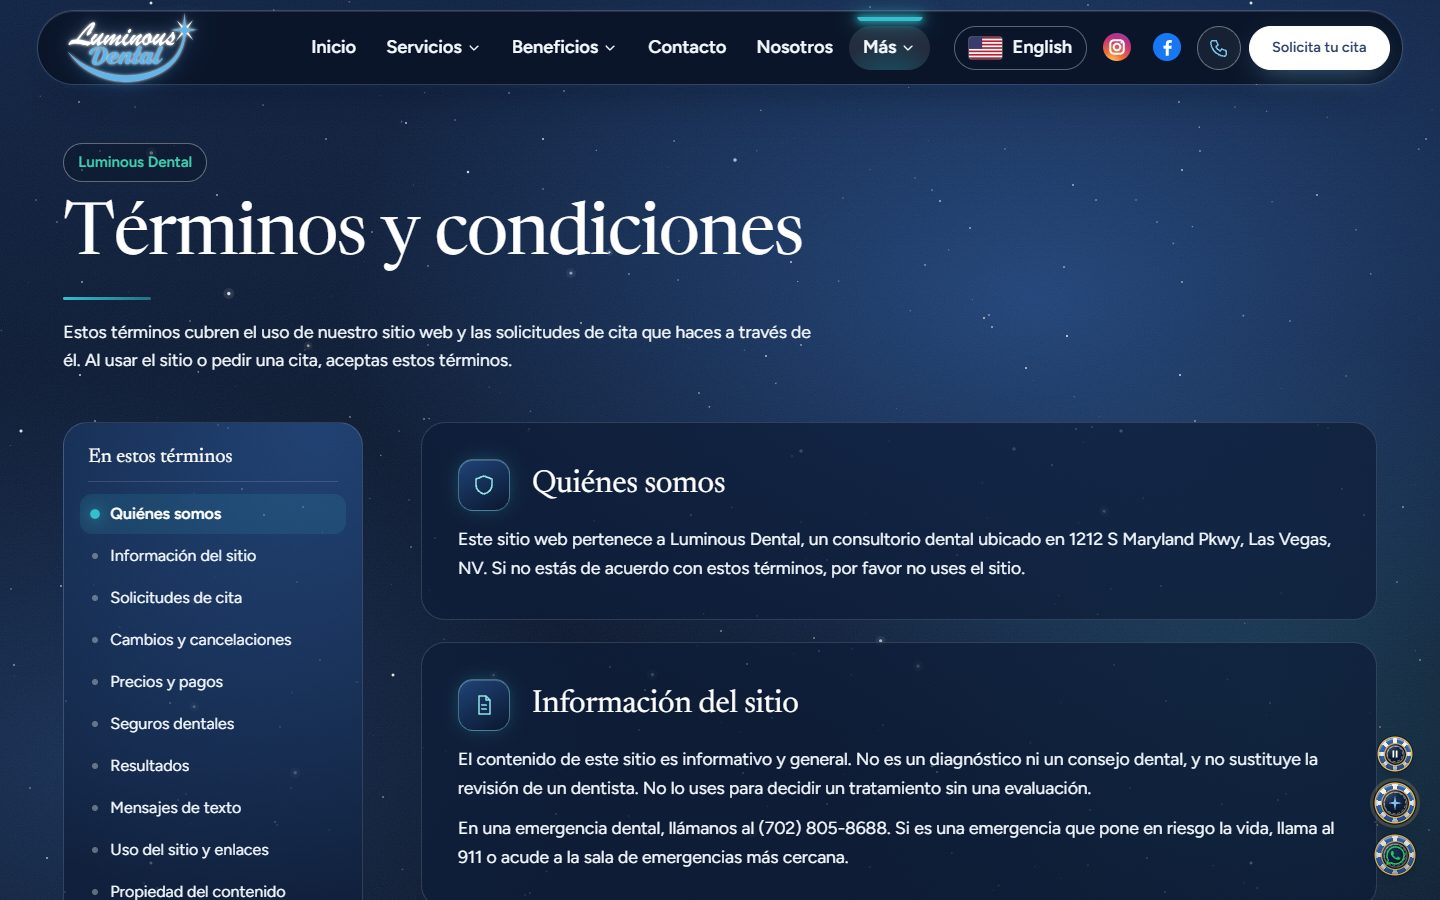 Luminous
Dental
Inicio
Servicios
Beneficios
Contacto
Nosotros
Más
English
Solicita tu cita
Luminous Dental
Términos y condiciones
Estos términos cubren el uso de nuestro sitio web y las solicitudes de cita que haces a través de
él. Al usar el sitio o pedir una cita, aceptas estos términos.
En estos términos
Quiénes somos
Información del sitio
Solicitudes de cita
Cambios y cancelaciones
Precios y pagos
Seguros dentales
Resultados
Mensajes de texto
Uso del sitio y enlaces
Propiedad del contenido
Quiénes somos
Este sitio web pertenece a Luminous Dental, un consultorio dental ubicado en 1212 S Maryland Pkwy, Las Vegas,
NV. Si no estás de acuerdo con estos términos, por favor no uses el sitio.
Información del sitio
El contenido de este sitio es informativo y general. No es un diagnóstico ni un consejo dental, y no sustituye la
revisión de un dentista. No lo uses para decidir un tratamiento sin una evaluación.
En una emergencia dental, llámanos al (702) 805-8688. Si es una emergencia que pone en riesgo la vida, llama al
911 o acude a la sala de emergencias más cercana.